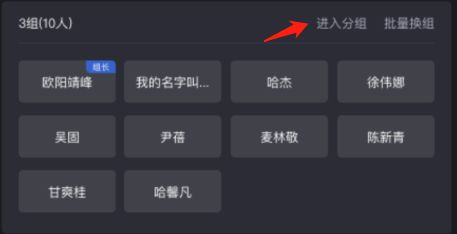 3组(10人) 进入分组 批量换组
组长
欧阳靖峰 我的名字叫... 哈杰 徐伟娜
吴固 尹蓓 麦林敬 陈新青
甘爽桂 哈馨凡